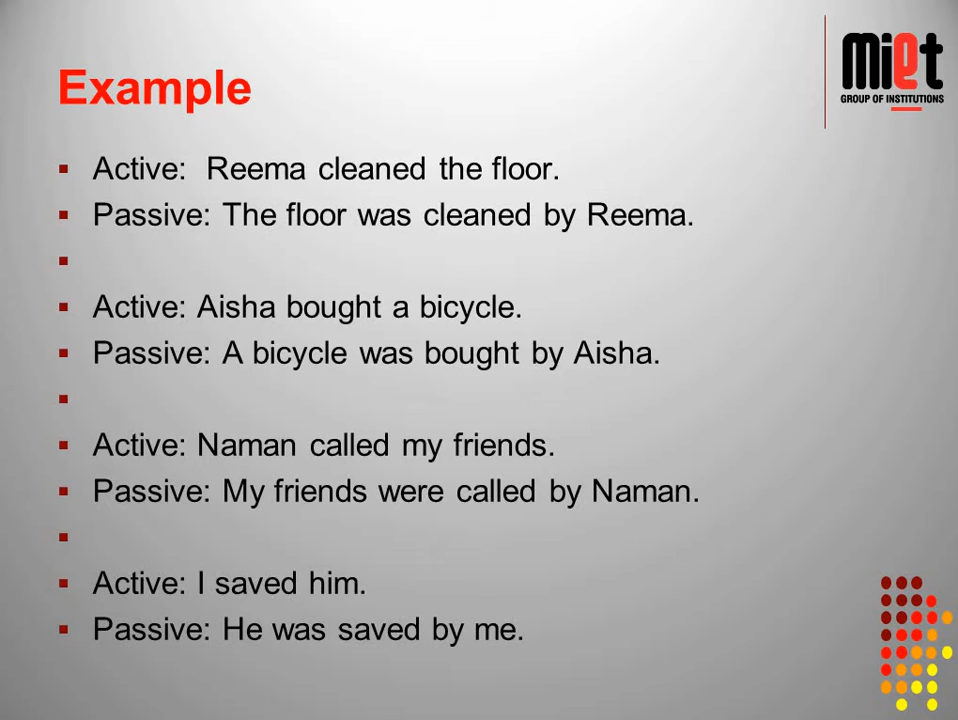 Example
miet
GROUP OF INSTITUTIONS
Active: Reema cleaned the floor.
Passive: The floor was cleaned by Reema.
Active: Aisha bought a bicycle.
Passive: A bicycle was bought by Aisha.
Active: Naman called my friends.
Passive: My friends were called by Naman.
Active: I saved him.
Passive: He was saved by me.